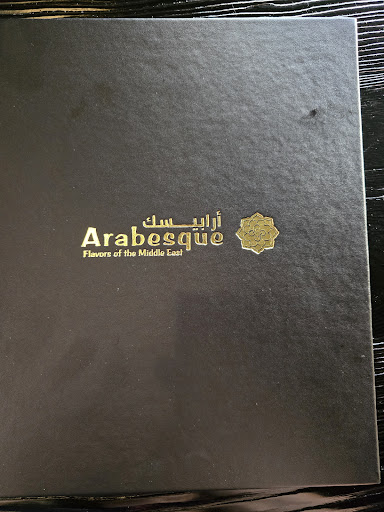 أرابيسك
Arabesque
Flavors of the Middle East